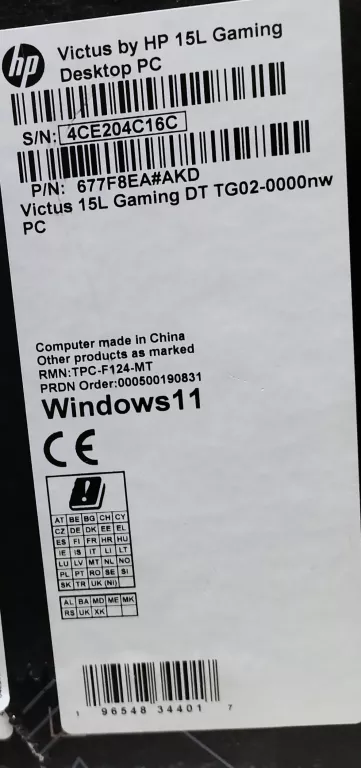 hp
Victus by HP 15L Gaming
Desktop PC
S/N: 4CE204C16C
P/N: 677F8EA#AKD
Victus 15L Gaming DT TG02-0000nw
PC
Computer made in China
Other products as marked
RMN:TPC-F124-MT
PRDN Order:000500190831
Windows11
CE
AT BE BG CH CY
CZ DE DK EE EL
ES FI FR HR HU
IE IS IT LI LT
LU LV MT NL NO
PL PT RO SE SI
SK TR UK (NI)
AL BA MD ME MK
RS UK XK
1 96548 34401 7